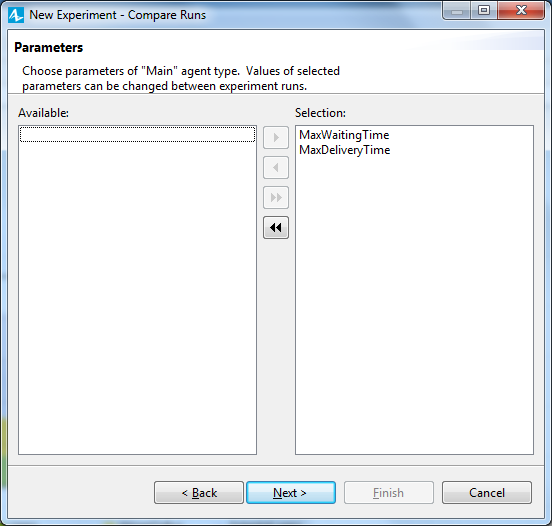 New Experiment - Compare Runs
Parameters
Choose parameters of "Main" agent type.  Values of selected
parameters can be changed between experiment runs.
Available:
Selection:
MaxWaitingTime
MaxDeliveryTime
< Back
Next >
Finish
Cancel